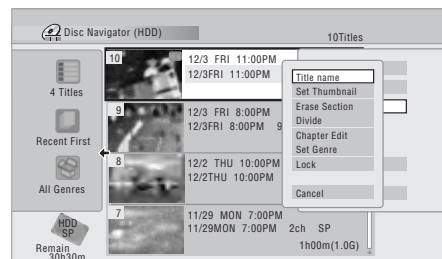 Disc Navigator (HDD)
10Titles
4 Titles
Recent First
All Genres
HDD
SP
Remain
30h30m
10
12/3 FRI 11:00PM
12/3FRI 11:00PM
9
12/3 FRI 8:00PM
12/3FRI 8:00PM 9
8
12/2 THU 10:00PM
12/2THU 10:00PM
7
11/29 MON 7:00PM
11/29MON 7:00PM 2ch SP
1h00m(1.0G)
Title name
Set Thumbnail
Erase Section
Divide
Chapter Edit
Set Genre
Lock
Cancel